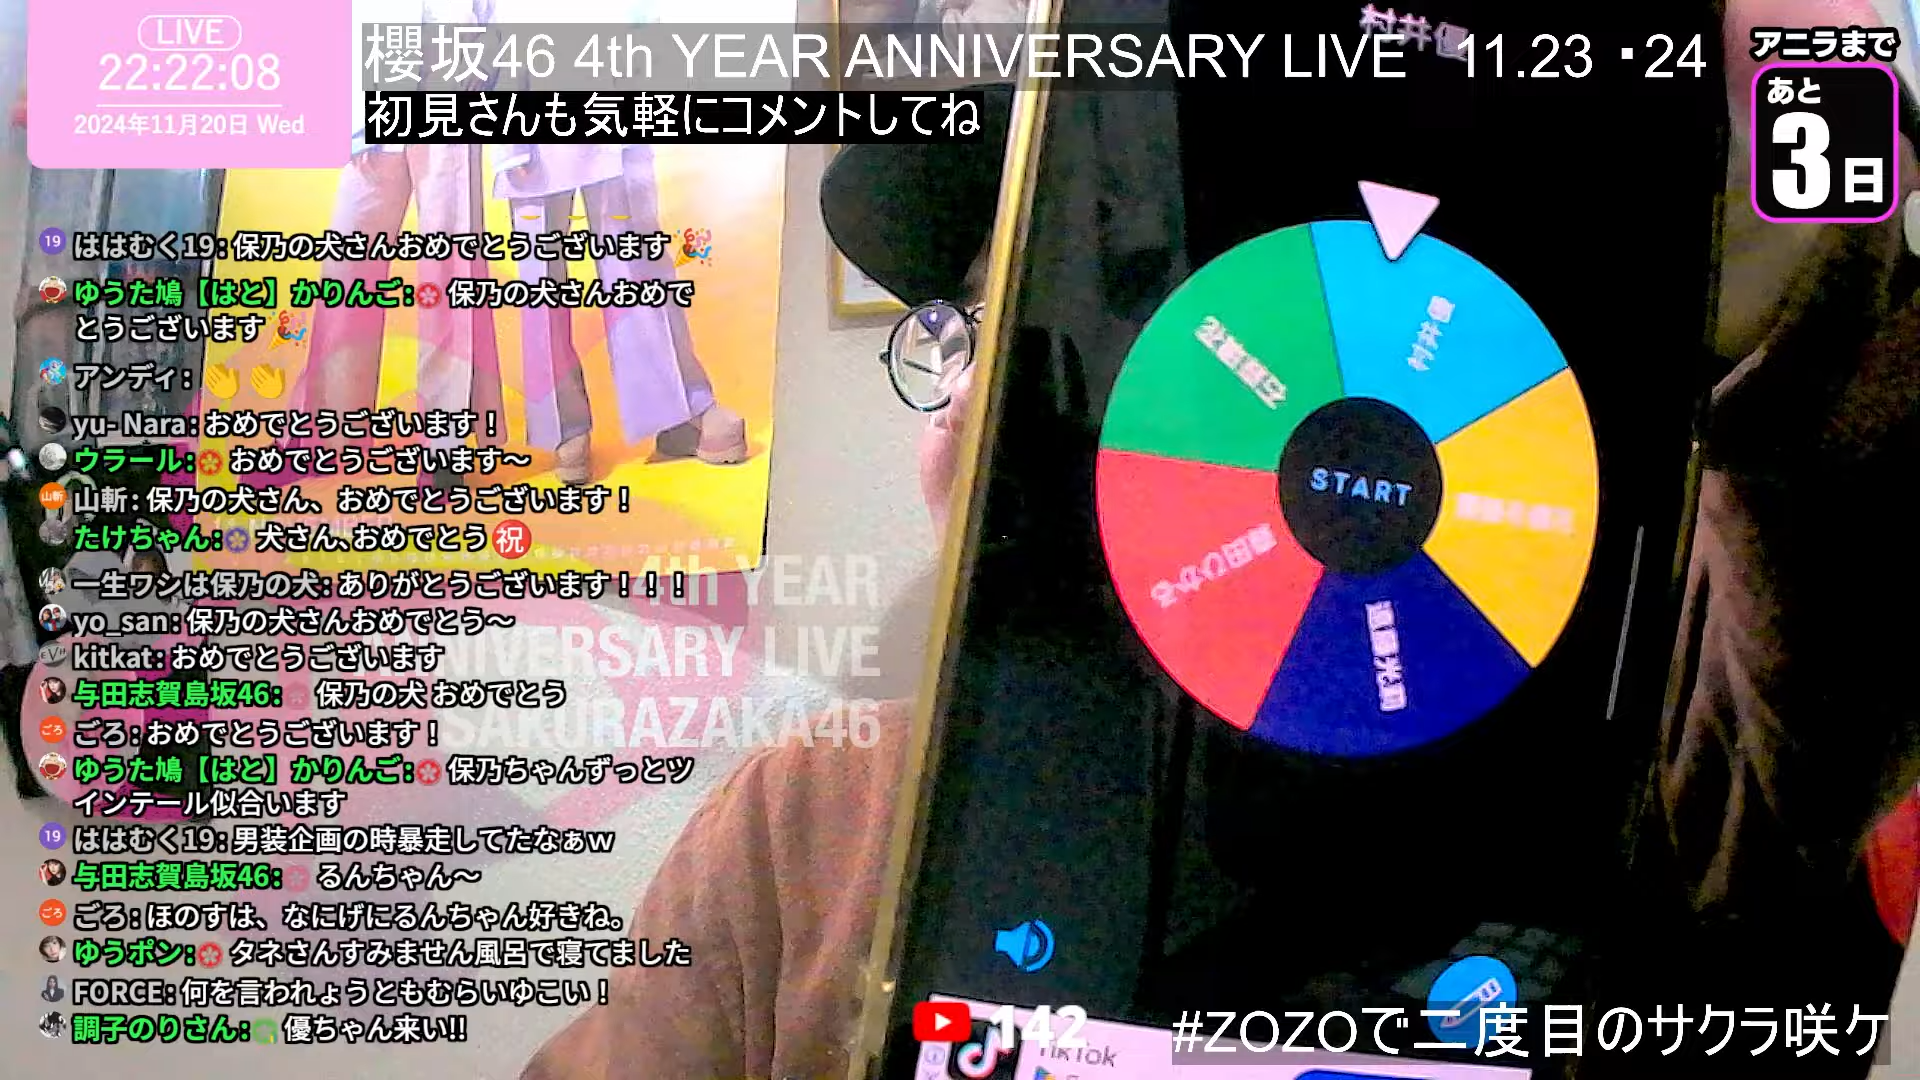 LIVE
22:22:08
2024年11月20日 Wed
櫻坂46 4th YEAR ANNIVERSARY LIVE 11.23・24
初見さんも気軽にコメントしてね
村井優
アニラまで
あと
3日
ははむく19: 保乃の犬さんおめでとうございます🎉
ゆうた鳩【はと】かりんご: 保乃の犬さんおめで
とうございます🎉
アンディ: 👏👏
yu- Nara: おめでとうございます！
ウラール: おめでとうございます～
山斬: 保乃の犬さん、おめでとうございます！
たけちゃん: 犬さん､おめでとう㊗
一生ワシは保乃の犬: ありがとうございます！！！
yo_san: 保乃の犬さんおめでとう～
kitkat: おめでとうございます
与田志賀島坂46: 保乃の犬 おめでとう
ごろ: おめでとうございます！
ゆうた鳩【はと】かりんご: 保乃ちゃんずっとツ
インテール似合います
ははむく19: 男装企画の時暴走してたなぁw
与田志賀島坂46: るんちゃん～
ごろ: ほのすは、なにげにるんちゃん好きね。
ゆうポン: タネさんすみません風呂で寝てました
FORCE: 何を言われょうともむらいゆこい！
調子のりさん: 優ちゃん来い!!
4th YEAR
ANNIVERSARY LIVE
SAKURAZAKA46
START
142
TikTok
#ZOZOで二度目のサクラ咲ケ